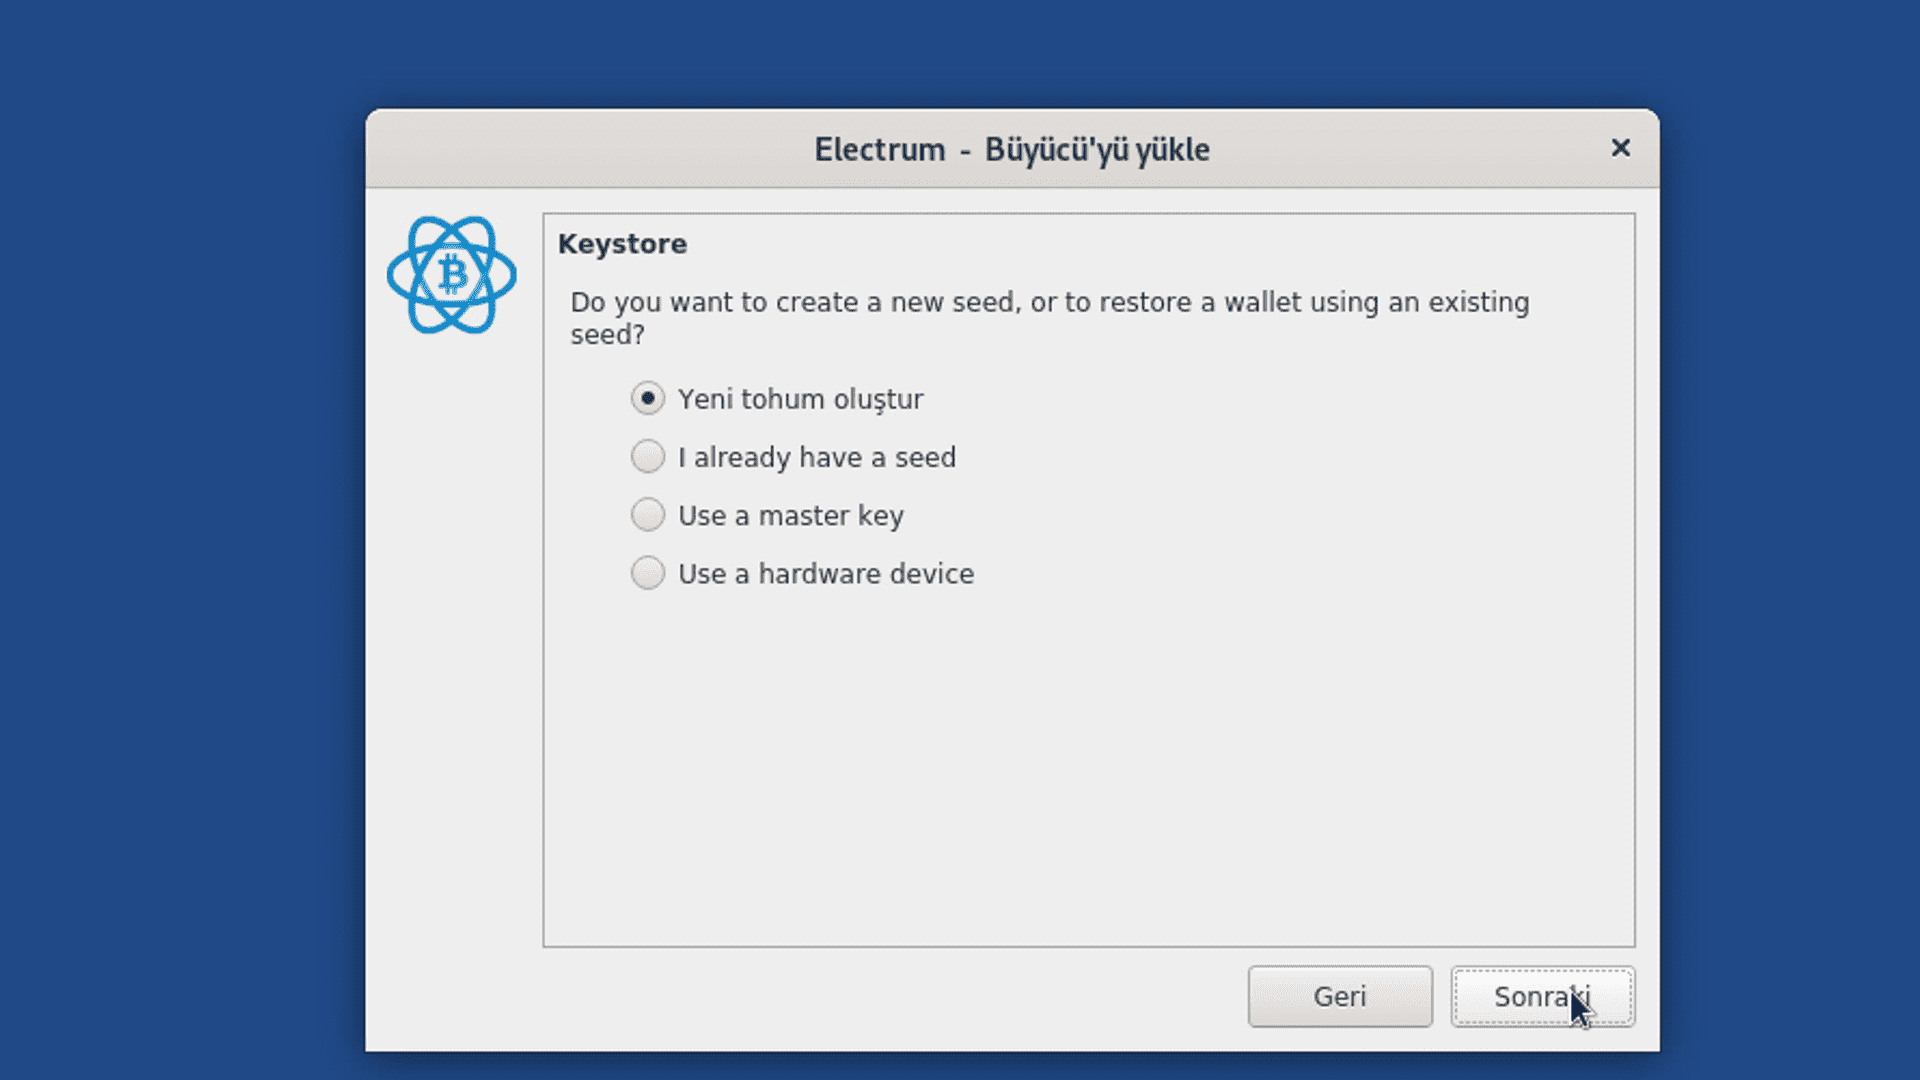 Electrum - Büyücü'yü yükle
Keystore
Do you want to create a new seed, or to restore a wallet using an existing
seed?
Yeni tohum oluştur
I already have a seed
Use a master key
Use a hardware device
Geri
Sonraki